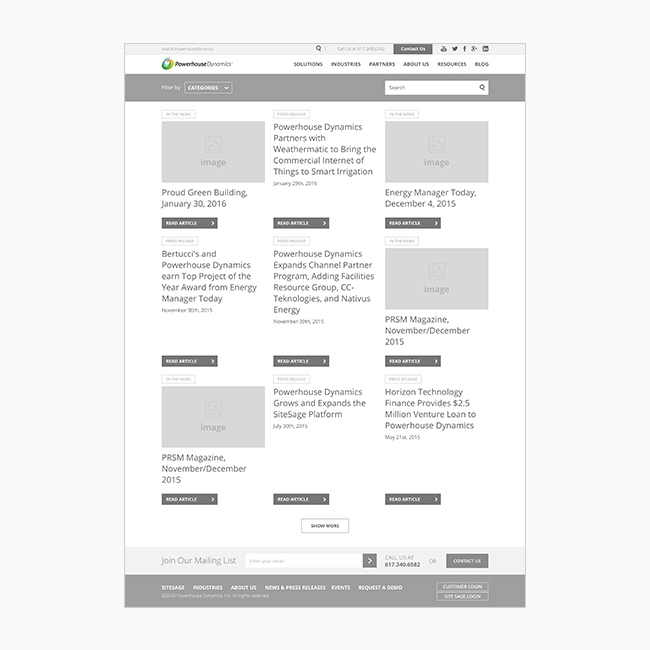 Search PowerhouseDynamics
Call Us at 617.340.6582
Contact Us
PowerhouseDynamics
SOLUTIONS INDUSTRIES PARTNERS ABOUT US RESOURCES BLOG
Filter by CATEGORIES
Search
IN THE NEWS
image
Proud Green Building,
January 30, 2016
READ ARTICLE
PRESS RELEASE
Powerhouse Dynamics
Partners with
Weathermatic to Bring the
Commercial Internet of
Things to Smart Irrigation
January 29th, 2016
READ ARTICLE
IN THE NEWS
image
Energy Manager Today,
December 4, 2015
READ ARTICLE
PRESS RELEASE
Bertucci's and
Powerhouse Dynamics
earn Top Project of the
Year Award from Energy
Manager Today
November 30th, 2015
READ ARTICLE
PRESS RELEASE
Powerhouse Dynamics
Expands Channel Partner
Program, Adding Facilities
Resource Group, CC-
Teknologies, and Nativus
Energy
November 30th, 2015
READ ARTICLE
IN THE NEWS
image
PRSM Magazine,
November/December
2015
READ ARTICLE
IN THE NEWS
image
PRSM Magazine,
November/December
2015
READ ARTICLE
PRESS RELEASE
Powerhouse Dynamics
Grows and Expands the
SiteSage Platform
July 30th, 2015
READ ARTICLE
PRESS RELEASE
Horizon Technology
Finance Provides $2.5
Million Venture Loan to
Powerhouse Dynamics
May 21st, 2015
READ ARTICLE
SHOW MORE
Join Our Mailing List
Enter your email
CALL US AT
617.340.6582
OR
CONTACT US
SITESAGE INDUSTRIES ABOUT US NEWS & PRESS RELEASES EVENTS REQUEST A DEMO
©2016 Powerhouse Dynamics, Inc. All rights reserved.
CUSTOMER LOGIN
SITE SAGE LOGIN